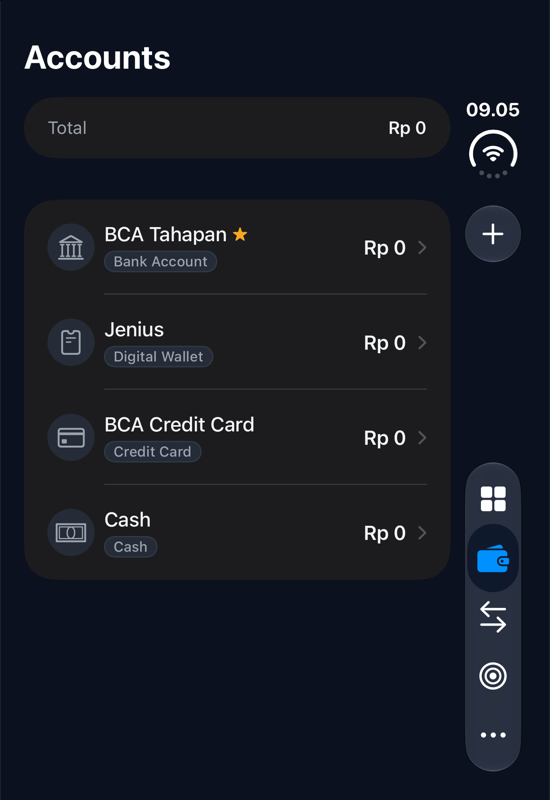 Accounts
09.05
Total Rp 0
BCA Tahapan
Rp 0
Bank Account
Jenius
Rp 0
Digital Wallet
BCA Credit Card
Rp 0
Credit Card
Cash
Rp 0
Cash